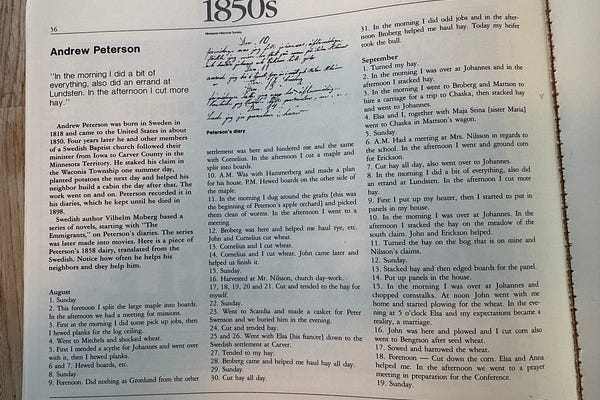 56
1850s
Andrew Peterson
"In the morning I did a bit of
everything, also did an errand at
Lundsten. In the afternoon I cut more
hay."
Andrew Peterson was born in Sweden in
1818 and came to the United States in about
1850. Four years later he and other members
of a Swedish Baptist church followed their
minister from Iowa to Carver County in the
Minnesota Territory. He staked his claim in
the Waconia Township one summer day,
planted potatoes the next day and helped his
neighbor build a cabin the day after that. The
work went on and on. Peterson recorded it in
his diaries, which he kept until he died in
1898.
Swedish author Vilhelm Moberg based a
series of novels, starting with "The
Immigrants," on Peterson's diaries. The series
was later made into movies. Here is a piece of
Peterson's 1858 diary, translated from the
Swedish. Notice how often he helps his
neighbors and they help him.
August
1. Sunday
2. This forenoon I split the large maple into boards.
In the afternoon we had a meeting for missions.
3. First in the morning I did some pick up jobs, then
I hewed planks for the log ceiling.
4. Went to Mitchels and shocked wheat.
5. First I mended a scythe for Johannes and went over
with it, then I hewed planks.
6 and 7. Hewed boards, etc.
8. Sunday.
9. Forenoon. Did nothing as Gronlund from the other
Minnesota Historical Society
Peterson's diary
settlement was here and hindered me and the same
with Cornelius. In the afternoon I cut a maple and
split into boards.
10. A.M. Was with Hammerberg and made a plan
for his house. P.M. Hewed boards on the other side of
the maple.
11. In the morning I dug around the grafts [this was
the beginning of Peterson's apple orchard] and picked
them clean of worms. In the afternoon I went to a
meeting.
12. Broberg was here and helped me haul rye, etc.
John and Cornelius cut wheat.
13. Cornelius and I cut wheat.
14. Cornelius and I cut wheat. John came later and
helped us finish it.
15. Sunday.
16. Harvested at Mr. Nilsons, church day-work.
17, 18, 19, 20 and 21. Cut and tended to the hay for
myself.
22. Sunday.
23. Went to Scandia and made a casket for Peter
Swenson and we buried him in the evening.
24. Cut and tended hay.
25 and 26. Went with Elsa [his fiancee] down to the
Swedish settlement at Carver.
27. Tended to my hay.
28. Broberg came and helped me haul hay all day.
29. Sunday.
30. Cut hay all day.
31. In the morning I did odd jobs and in the after-
noon Broberg helped me haul hay. Today my heifer
took the bull.
September
1. Turned my hay.
2. In the morning I was over at Johannes and in the
afternoon I stacked hay.
3. In the morning I went to Broberg and Mattson to
hire a carriage for a trip to Chaska, then stacked hay
and went to Johannes.
4. Elsa and I, together with Maja Stina [sister Maria]
went to Chaska in Mattson's wagon.
5. Sunday.
6. A.M. Had a meeting at Mrs. Nilsson in regards to
the school. In the afternoon I went and ground corn
for Erickson.
7. Cut hay all day, also went over to Johannes.
8. In the morning I did a bit of everything, also did
an errand at Lundsten. In the afternoon I cut more
hay.
9. First I put up my heater, then I started to put in
panels in my house.
10. In the morning I was over at Johannes. In the
afternoon I stacked hay on the meadow of the
south claim. John and Erickson helped.
11. Turned the hay on the bog that is on mine and
Nilsson's claims.
12. Sunday.
13. Stacked hay and then edged boards for the panel.
14. Put up panels in the house.
15. In the morning I was over at Johannes and
chopped cornstalks. At noon John went with me
home and started plowing for the wheat. In the eve-
ning at 5 o'clock Elsa and my expectations became a
reality, a marriage.
16. John was here and plowed and I cut corn also
went to Bengtson after seed wheat.
17. Sowed and harrowed the wheat.
18. Forenoon — Cut down the corn. Elsa and Anna
helped me. In the afternoon we went to a prayer
meeting in preparation for the Conference.
19. Sunday.